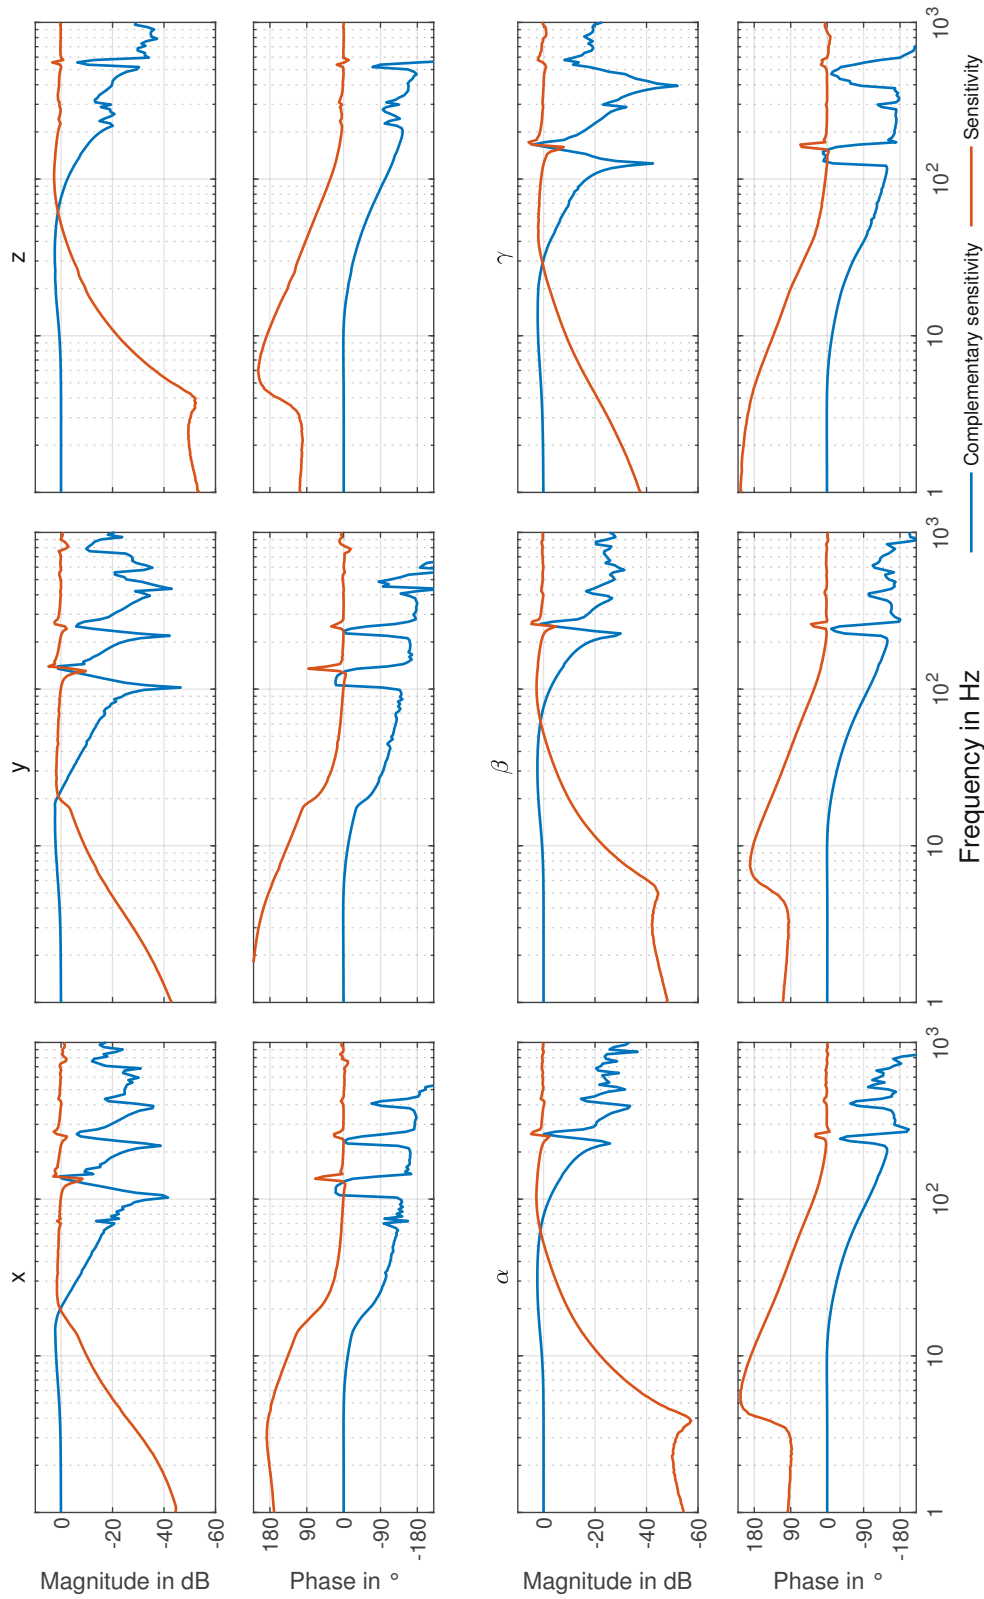 x
y
z
Magnitude in dB
0
-20
-40
-60
Phase in °
180
90
0
-90
-180
α
β
γ
Magnitude in dB
0
-20
-40
-60
Phase in °
180
90
0
-90
-180
1 10 10² 10³ 1 10 10² 10³ 1 10 10² 10³
Frequency in Hz
Complementary sensitivity Sensitivity